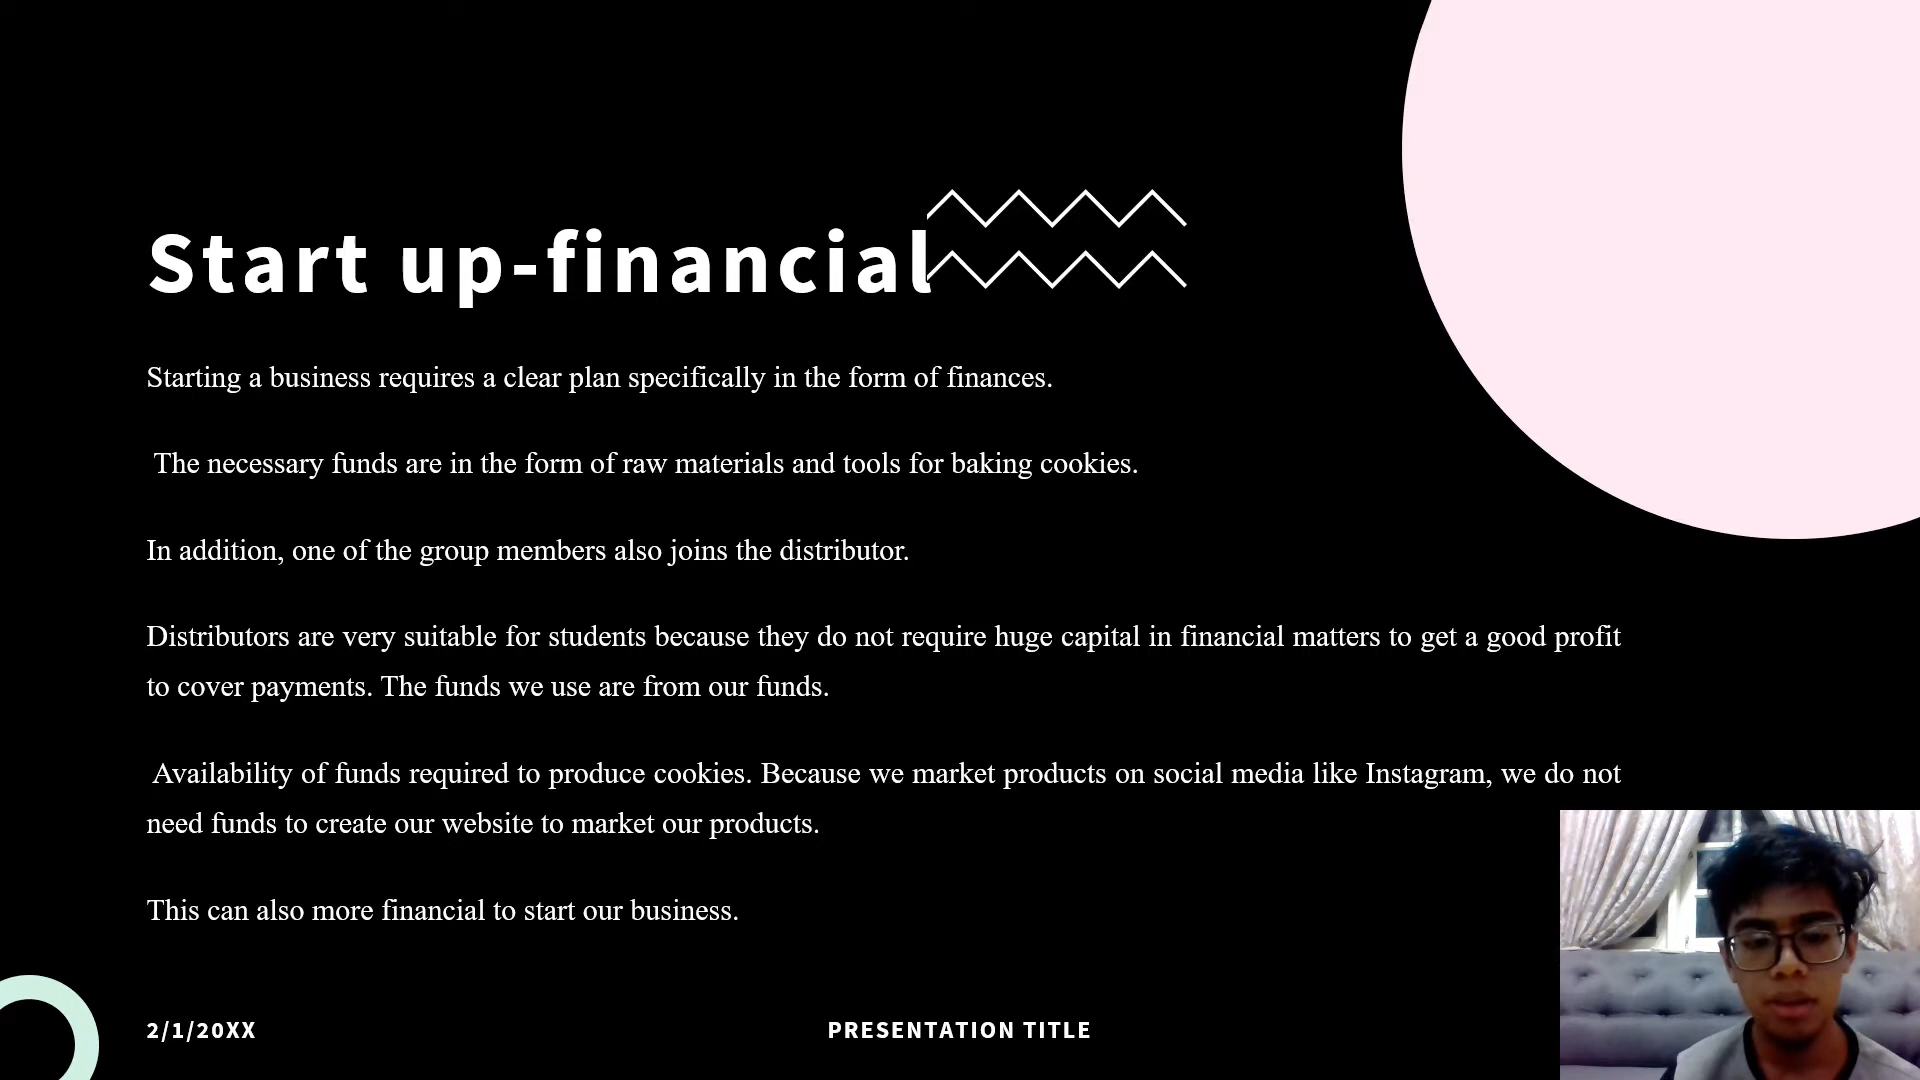 Start up-financial
Starting a business requires a clear plan specifically in the form of finances.
The necessary funds are in the form of raw materials and tools for baking cookies.
In addition, one of the group members also joins the distributor.
Distributors are very suitable for students because they do not require huge capital in financial matters to get a good profit
to cover payments. The funds we use are from our funds.
Availability of funds required to produce cookies. Because we market products on social media like Instagram, we do not
need funds to create our website to market our products.
This can also more financial to start our business.
2/1/20XX
PRESENTATION TITLE